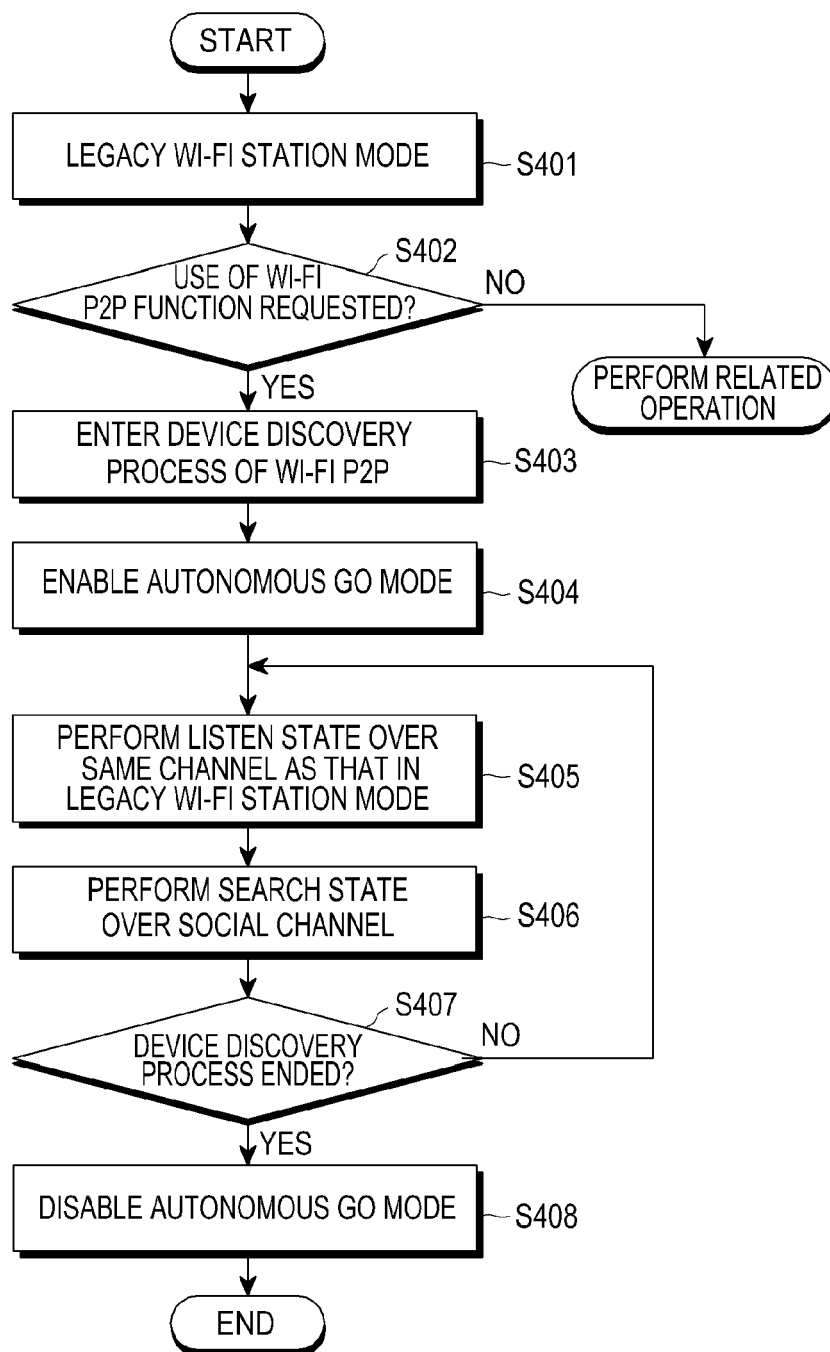 START
LEGACY WI-FI STATION MODE
S401
S402
USE OF WI-FI
P2P FUNCTION REQUESTED?
NO
PERFORM RELATED
OPERATION
YES
ENTER DEVICE DISCOVERY
PROCESS OF WI-FI P2P
S403
ENABLE AUTONOMOUS GO MODE
S404
PERFORM LISTEN STATE OVER
SAME CHANNEL AS THAT IN
LEGACY WI-FI STATION MODE
S405
PERFORM SEARCH STATE
OVER SOCIAL CHANNEL
S406
S407
DEVICE DISCOVERY
PROCESS ENDED?
NO
YES
DISABLE AUTONOMOUS GO MODE
S408
END